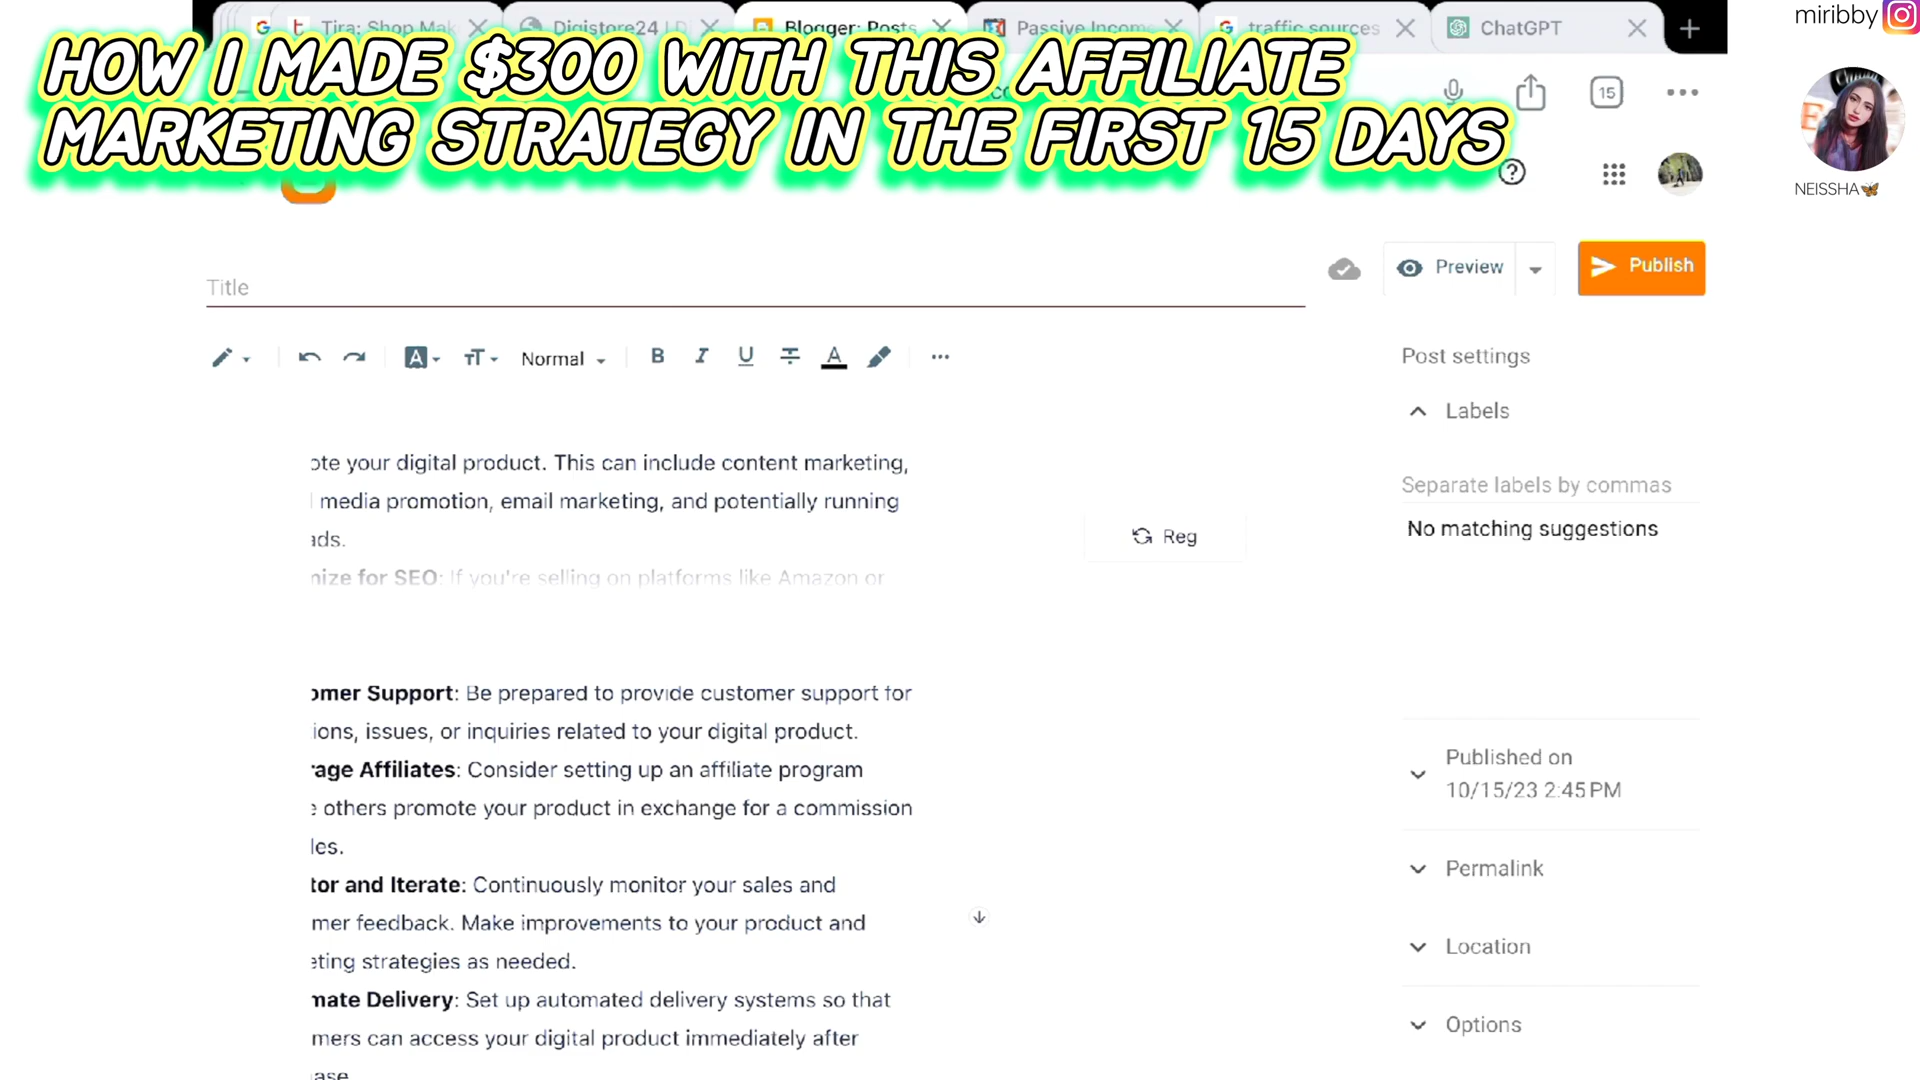 Tira: Shop Mak
Digistore24 | Di
Blogger: Posts
Passive Incom
traffic sources
ChatGPT
miribby
HOW I MADE $300 WITH THIS AFFILIATE
MARKETING STRATEGY IN THE FIRST 15 DAYS
15
NEISSHA🦋
Title
Preview
Publish
Normal
B I U A
Post settings
Labels
Separate labels by commas
No matching suggestions
ote your digital product. This can include content marketing,
media promotion, email marketing, and potentially running
ads.
nize for SEO: If you're selling on platforms like Amazon or
Reg
omer Support: Be prepared to provide customer support for
ions, issues, or inquiries related to your digital product.
rage Affiliates: Consider setting up an affiliate program
e others promote your product in exchange for a commission
les.
tor and Iterate: Continuously monitor your sales and
mer feedback. Make improvements to your product and
eting strategies as needed.
mate Delivery: Set up automated delivery systems so that
mers can access your digital product immediately after
ase
Published on
10/15/23 2:45 PM
Permalink
Location
Options